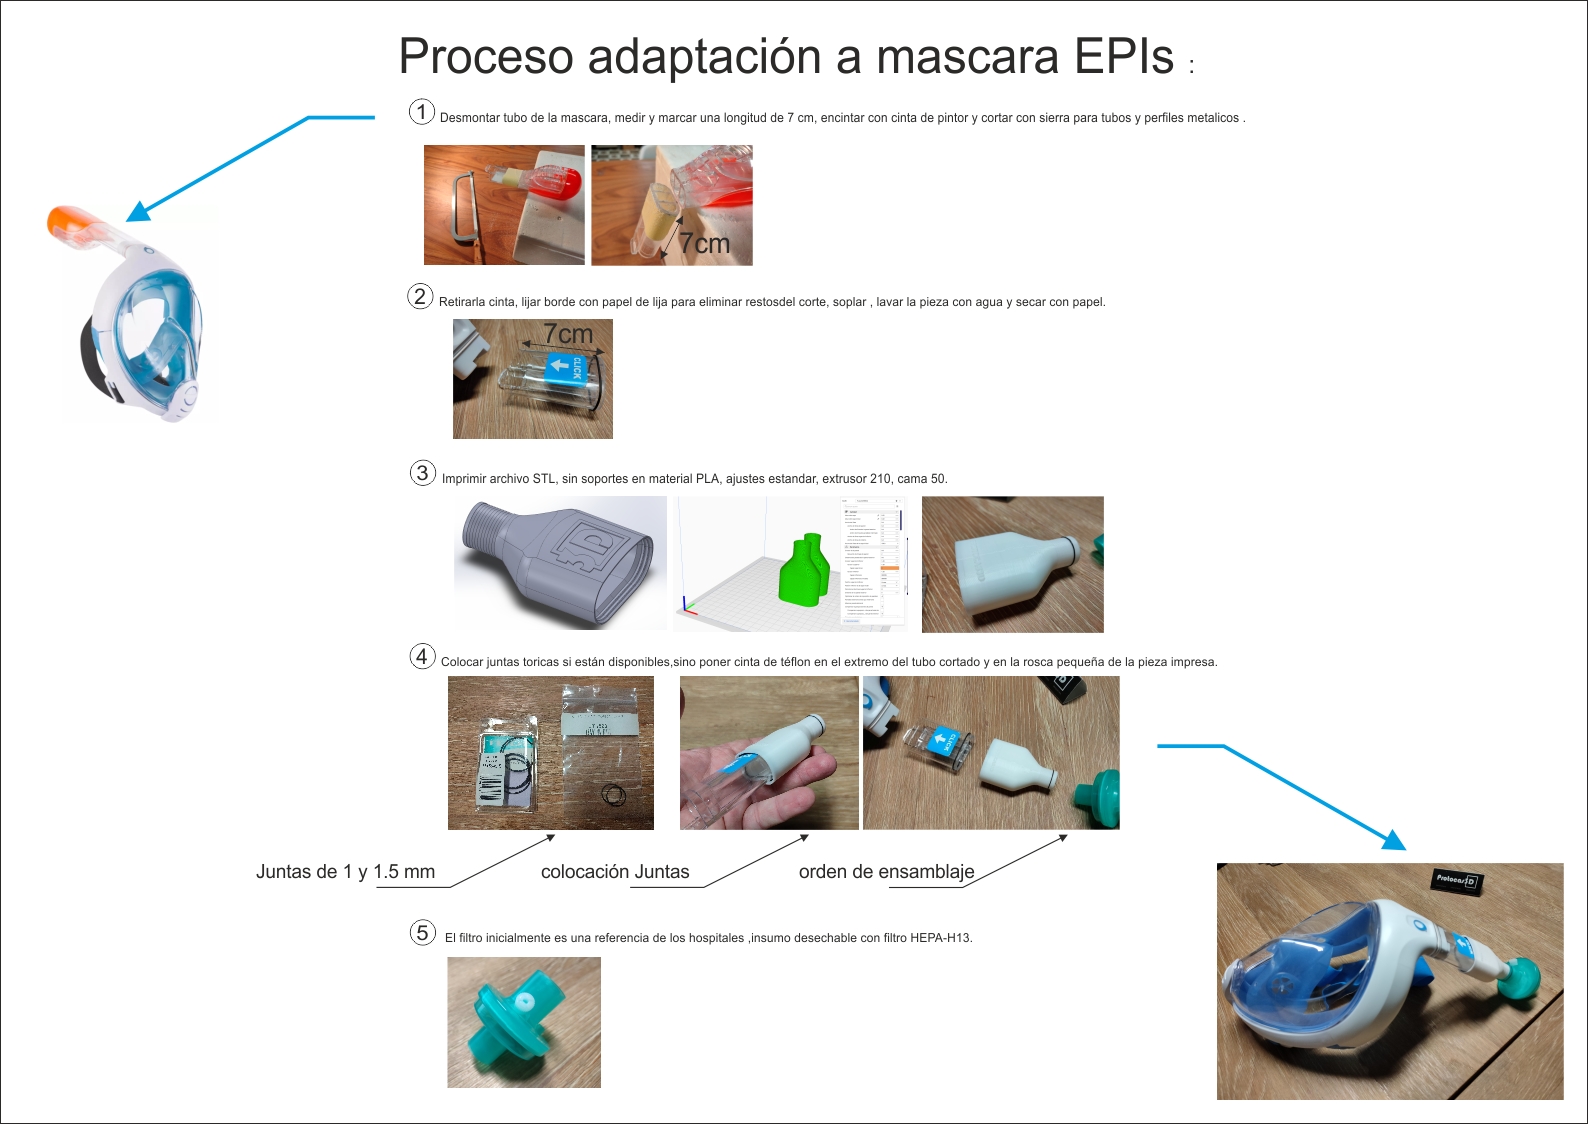 Proceso adaptación a mascara EPIs :
1 Desmontar tubo de la mascara, medir y marcar una longitud de 7 cm, encintar con cinta de pintor y cortar con sierra para tubos y perfiles metalicos .
7cm
2 Retirarla cinta, lijar borde con papel de lija para eliminar restosdel corte, soplar , lavar la pieza con agua y secar con papel.
7cm
CLICK
3 Imprimir archivo STL, sin soportes en material PLA, ajustes estandar, extrusor 210, cama 50.
3D
4 Colocar juntas toricas si están disponibles,sino poner cinta de téflon en el extremo del tubo cortado y en la rosca pequeña de la pieza impresa.
CLICK
Juntas de 1 y 1.5 mm
colocación Juntas
orden de ensamblaje
Protocas3D
5 El filtro inicialmente es una referencia de los hospitales ,insumo desechable con filtro HEPA-H13.